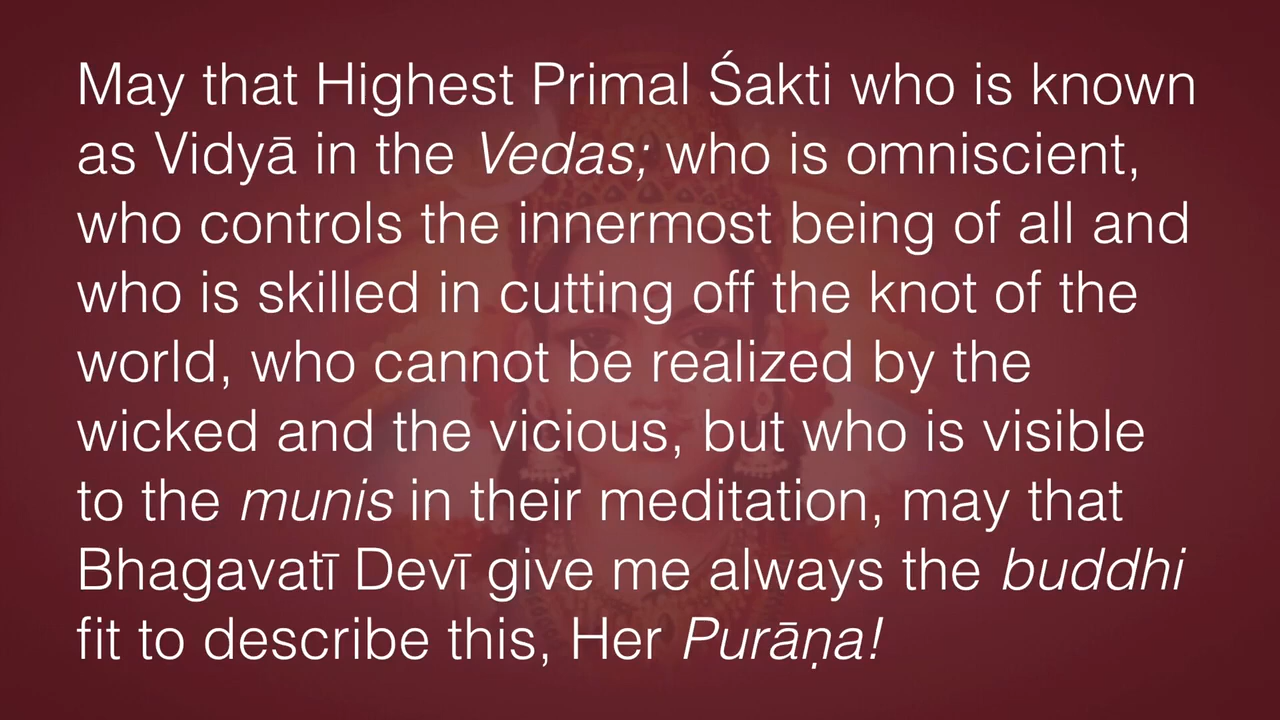 May that Highest Primal Śakti who is known
as Vidyā in the Vedas; who is omniscient,
who controls the innermost being of all and
who is skilled in cutting off the knot of the
world, who cannot be realized by the
wicked and the vicious, but who is visible
to the munis in their meditation, may that
Bhagavatī Devī give me always the buddhi
fit to describe this, Her Purāṇa!